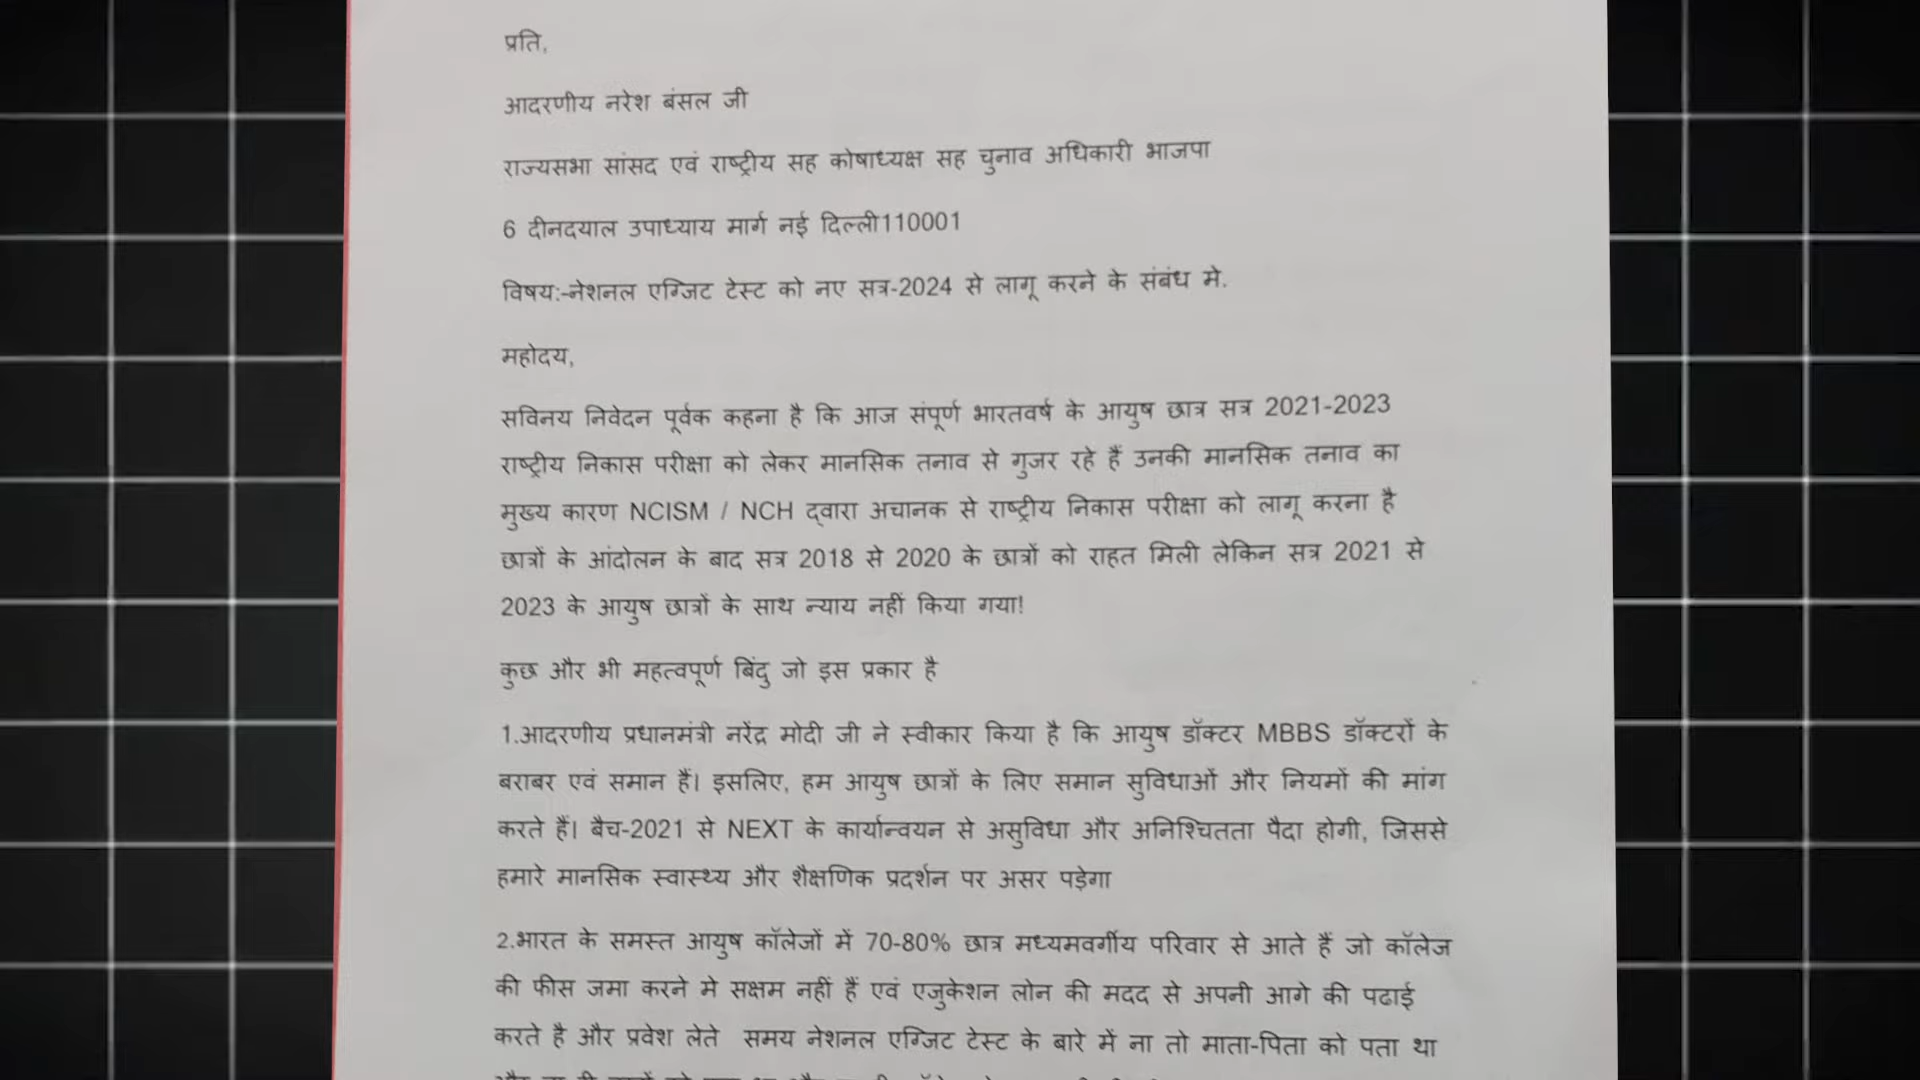 प्रति,
आदरणीय नरेश बंसल जी
राज्यसभा सांसद एवं राष्ट्रीय सह कोषाध्यक्ष सह चुनाव अधिकारी भाजपा
6 दीनदयाल उपाध्याय मार्ग नई दिल्ली110001
विषय:-नेशनल एग्जिट टेस्ट को नए सत्र-2024 से लागू करने के संबंध मे.
महोदय,
सविनय निवेदन पूर्वक कहना है कि आज संपूर्ण भारतवर्ष के आयुष छात्र सत्र 2021-2023
राष्ट्रीय निकास परीक्षा को लेकर मानसिक तनाव से गुजर रहे हैं उनकी मानसिक तनाव का
मुख्य कारण NCISM / NCH द्वारा अचानक से राष्ट्रीय निकास परीक्षा को लागू करना है
छात्रों के आंदोलन के बाद सत्र 2018 से 2020 के छात्रों को राहत मिली लेकिन सत्र 2021 से
2023 के आयुष छात्रों के साथ न्याय नहीं किया गया!
कुछ और भी महत्वपूर्ण बिंदु जो इस प्रकार है
1.आदरणीय प्रधानमंत्री नरेंद्र मोदी जी ने स्वीकार किया है कि आयुष डॉक्टर MBBS डॉक्टरों के
बराबर एवं समान हैं। इसलिए, हम आयुष छात्रों के लिए समान सुविधाओं और नियमों की मांग
करते हैं। बैच-2021 से NEXT के कार्यान्वयन से असुविधा और अनिश्चितता पैदा होगी, जिससे
हमारे मानसिक स्वास्थ्य और शैक्षणिक प्रदर्शन पर असर पड़ेगा
2.भारत के समस्त आयुष कॉलेजों में 70-80% छात्र मध्यमवर्गीय परिवार से आते हैं जो कॉलेज
की फीस जमा करने मे सक्षम नहीं हैं एवं एजुकेशन लोन की मदद से अपनी आगे की पढाई
करते है और प्रवेश लेते समय नेशनल एग्जिट टेस्ट के बारे में ना तो माता-पिता को पता था